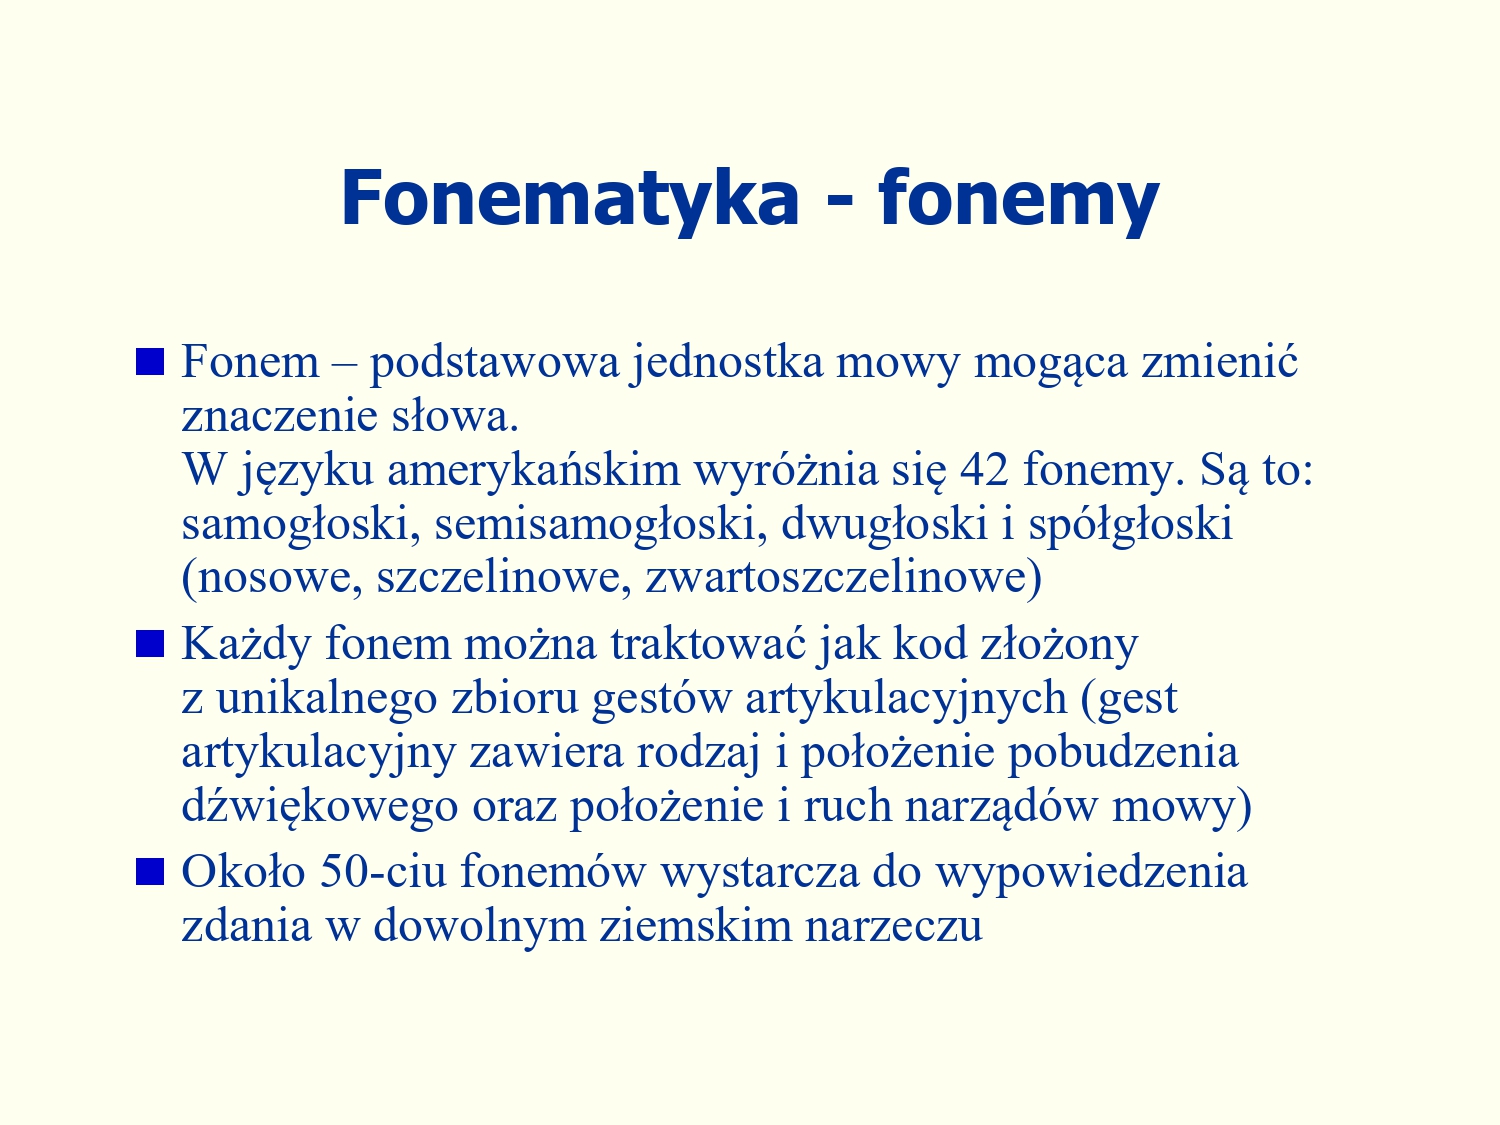 Fonematyka - fonemy
Fonem – podstawowa jednostka mowy mogąca zmienić
znaczenie słowa.
W języku amerykańskim wyróżnia się 42 fonemy. Są to:
samogłoski, semisamogłoski, dwugłoski i spółgłoski
(nosowe, szczelinowe, zwartoszczelinowe)
Każdy fonem można traktować jak kod złożony
z unikalnego zbioru gestów artykulacyjnych (gest
artykulacyjny zawiera rodzaj i położenie pobudzenia
dźwiękowego oraz położenie i ruch narządów mowy)
Około 50-ciu fonemów wystarcza do wypowiedzenia
zdania w dowolnym ziemskim narzeczu